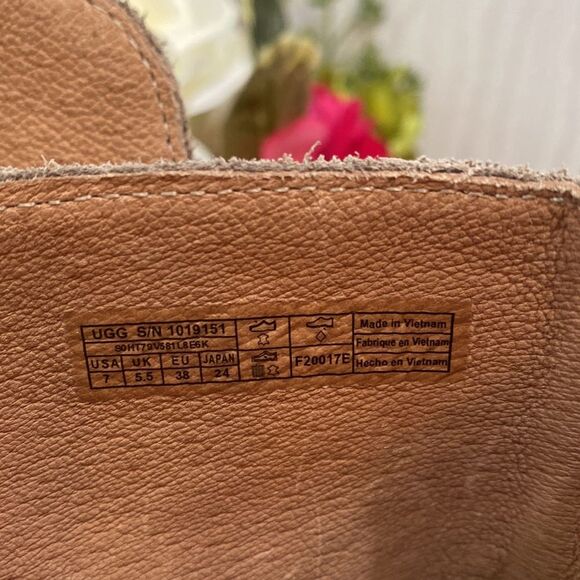 UGG S/N 1019151
S0HT79V581L8E6K
USA UK EU JAPAN
7 5.5 38 24
F20017E
Made in Vietnam
Fabriqué en Vietnam
Hecho en Vietnam